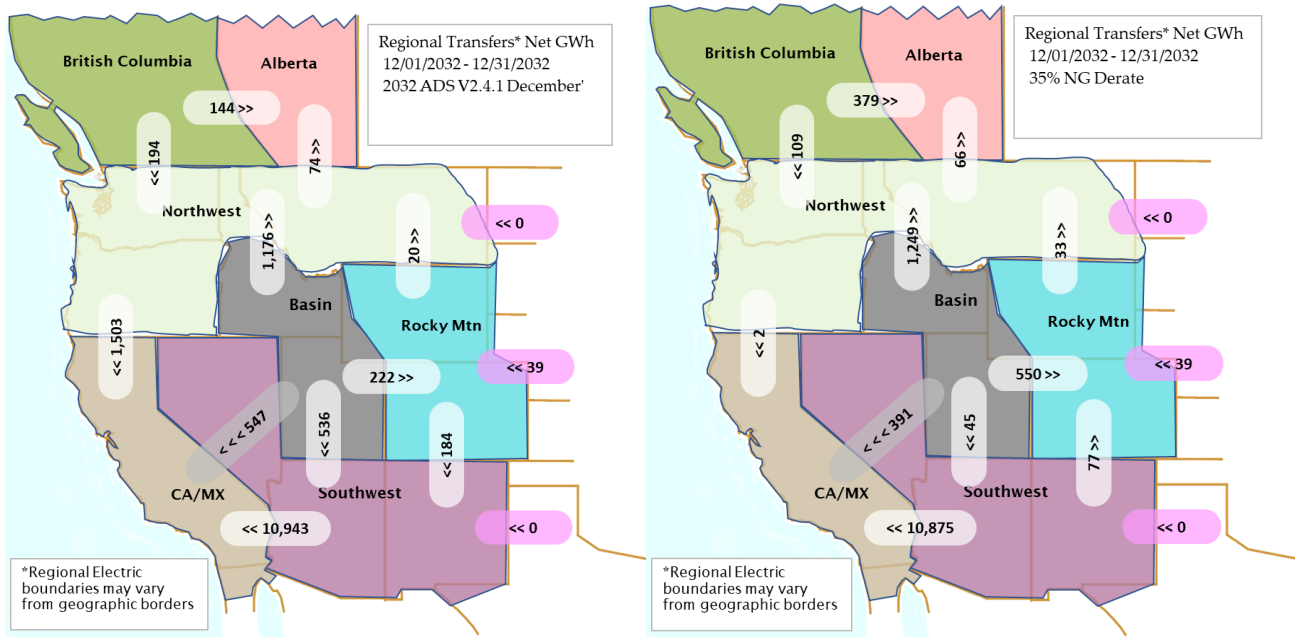 Regional Transfers* Net GWh
12/01/2032 - 12/31/2032
2032 ADS V2.4.1 December'
British Columbia
Alberta
144 >>
<< 194
74 >>
Northwest
1,176 >>
20 >>
<< 0
Basin
Rocky Mtn
<< 1,503
222 >>
<< 39
< < < 547
<< 536
<< 184
CA/MX
Southwest
<< 10,943
<< 0
*Regional Electric
boundaries may vary
from geographic borders
Regional Transfers* Net GWh
12/01/2032 - 12/31/2032
35% NG Derate
British Columbia
Alberta
379 >>
<< 109
66 >>
Northwest
1,249 >>
33 >>
<< 0
Basin
Rocky Mtn
<< 2
550 >>
<< 39
< < < 391
<< 45
77 >>
CA/MX
Southwest
<< 10,875
<< 0
*Regional Electric
boundaries may vary
from geographic borders